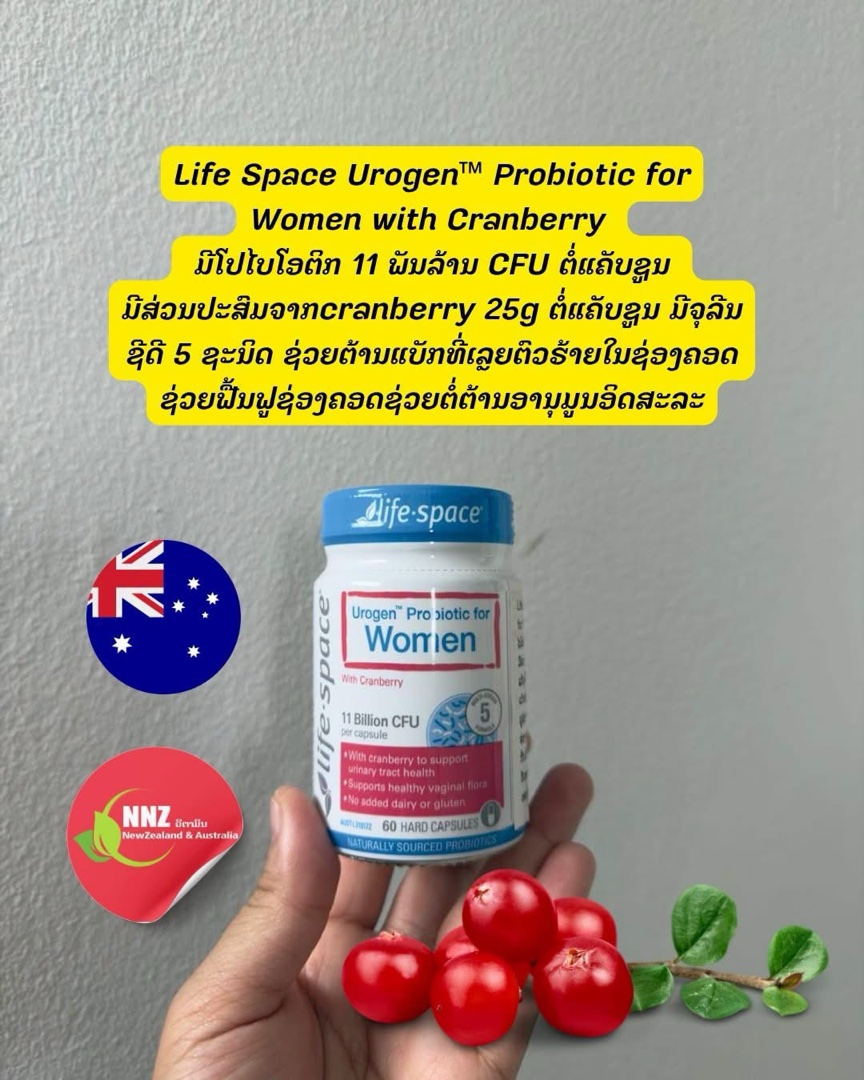 Life Space Urogen™ Probiotic for
Women with Cranberry
ມີໂປໄບໂອຕິກ 11 ພັນລ້ານ CFU ຕໍ່ແຄັບຊູນ
ມີສ່ວນປະສົມຈາກcranberry 25g ຕໍ່ແຄັບຊູນ ມີຈຸລີນ
ຊີດີ 5 ຊະນິດ ຊ່ວຍຕ້ານແບັກທີ່ເລຼຍຕົວຮ້າຍໃນຊ່ອງຄອດ
ຊ່ວຍຟື້ນຟູຊ່ອງຄອດຊ່ວຍຕໍ່ຕ້ານອານຸມູນອິດສະລະ
life·space
life·space
Urogen™ Probiotic for
Women
With Cranberry
11 Billion CFU
per capsule
5
•With cranberry to support
urinary tract health
•Supports healthy vaginal flora
•No added dairy or gluten
60 HARD CAPSULES
NATURALLY SOURCED PROBIOTICS
NNZ ວິຕາມິນ
NewZealand & Australia